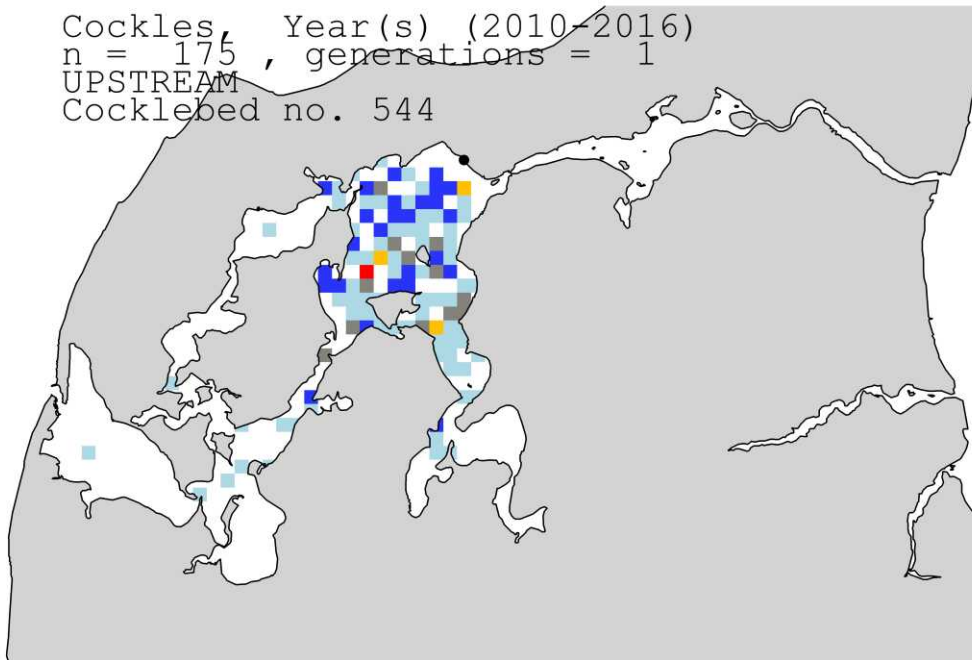 Cockles, Year(s) (2010-2016)
n = 175 , generations = 1
UPSTREAM
Cocklebed no. 544